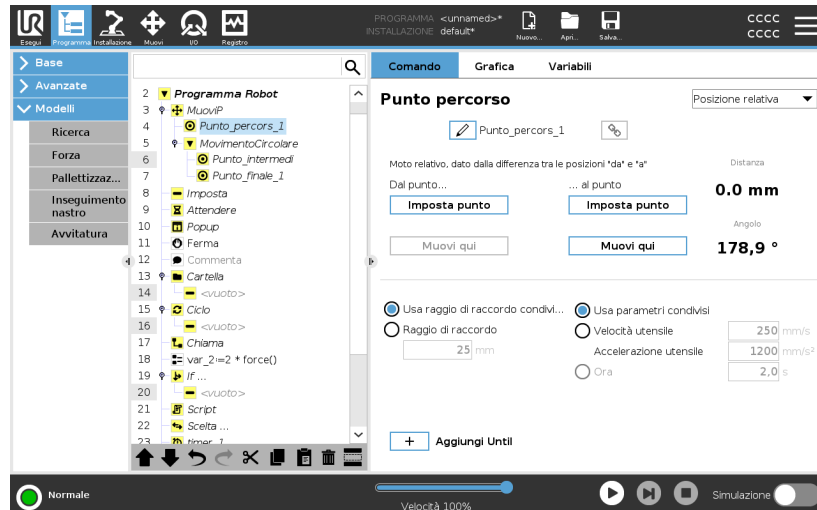 PROGRAMMA <unnamed>*
INSTALLAZIONE default*
Esegui Programma Installazione Muovi I/O Registro
Nuovo... Apri... Salva...
cccc
cccc
Base
Avanzate
Modelli
Ricerca
Forza
Pallettizzaz...
Inseguimento
nastro
Avvitatura
2 Programma Robot
3 MuoviP
4 Punto_percors_1
5 MovimentoCircolare
6 Punto_intermedi
7 Punto_finale_1
8 Imposta
9 Attendere
10 Popup
11 Ferma
12 Commenta
13 Cartella
14 <vuoto>
15 Ciclo
16 <vuoto>
17 Chiama
18 var_2:=2 * force()
19 If ...
20 <vuoto>
21 Script
22 Scelta ...
23 timer_1
Comando Grafica Variabili
Punto percorso
Posizione relativa
Punto_percors_1
Moto relativo, dato dalla differenza tra le posizioni "da" e "a"
Distanza
Dal punto... ... al punto
0.0 mm
Imposta punto Imposta punto
Angolo
Muovi qui Muovi qui
178,9 °
Usa raggio di raccordo condivi... Usa parametri condivisi
Raggio di raccordo Velocità utensile 250 mm/s
25 mm Accelerazione utensile 1200 mm/s²
Ora 2,0 s
+ Aggiungi Until
Normale
Velocità 100%
Simulazione